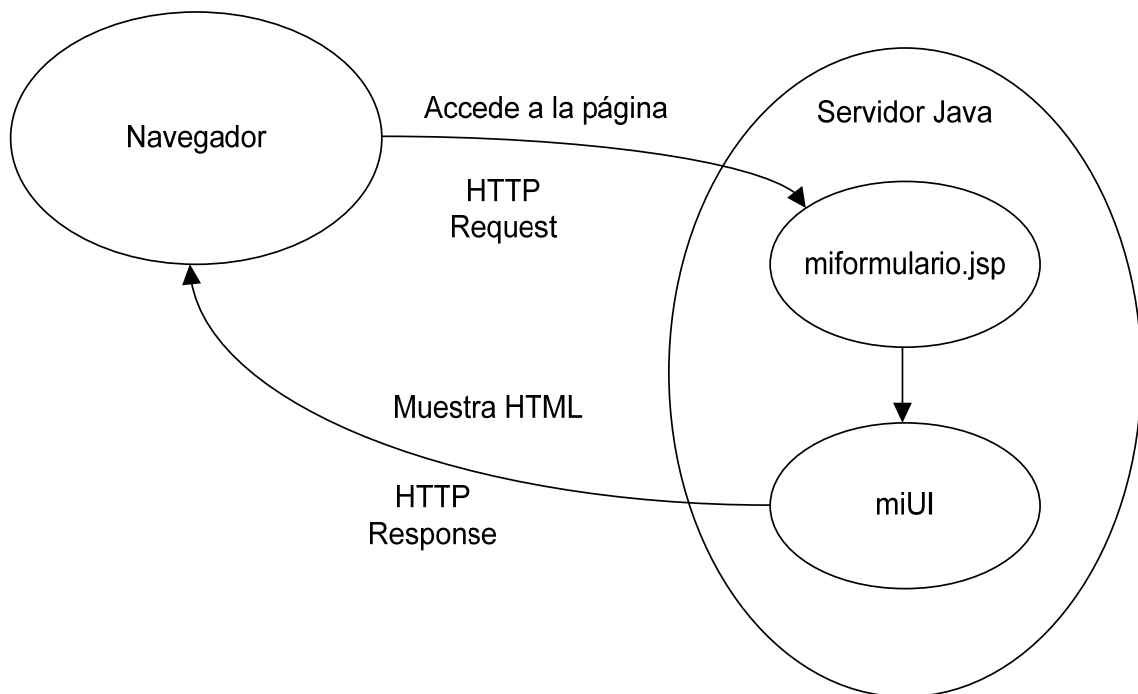 Navegador
Accede a la página
HTTP
Request
Servidor Java
miformulario.jsp
Muestra HTML
HTTP
Response
miUI